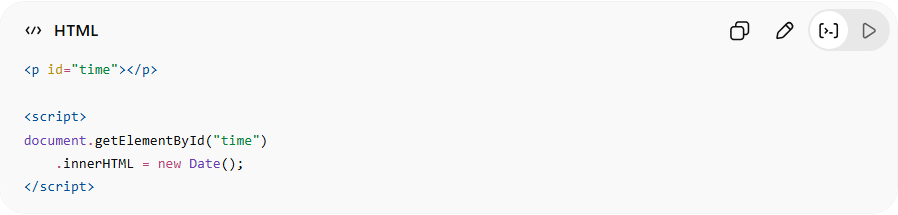 </> HTML
<p id="time"></p>
<script>
document.getElementById("time")
    .innerHTML = new Date();
</script>